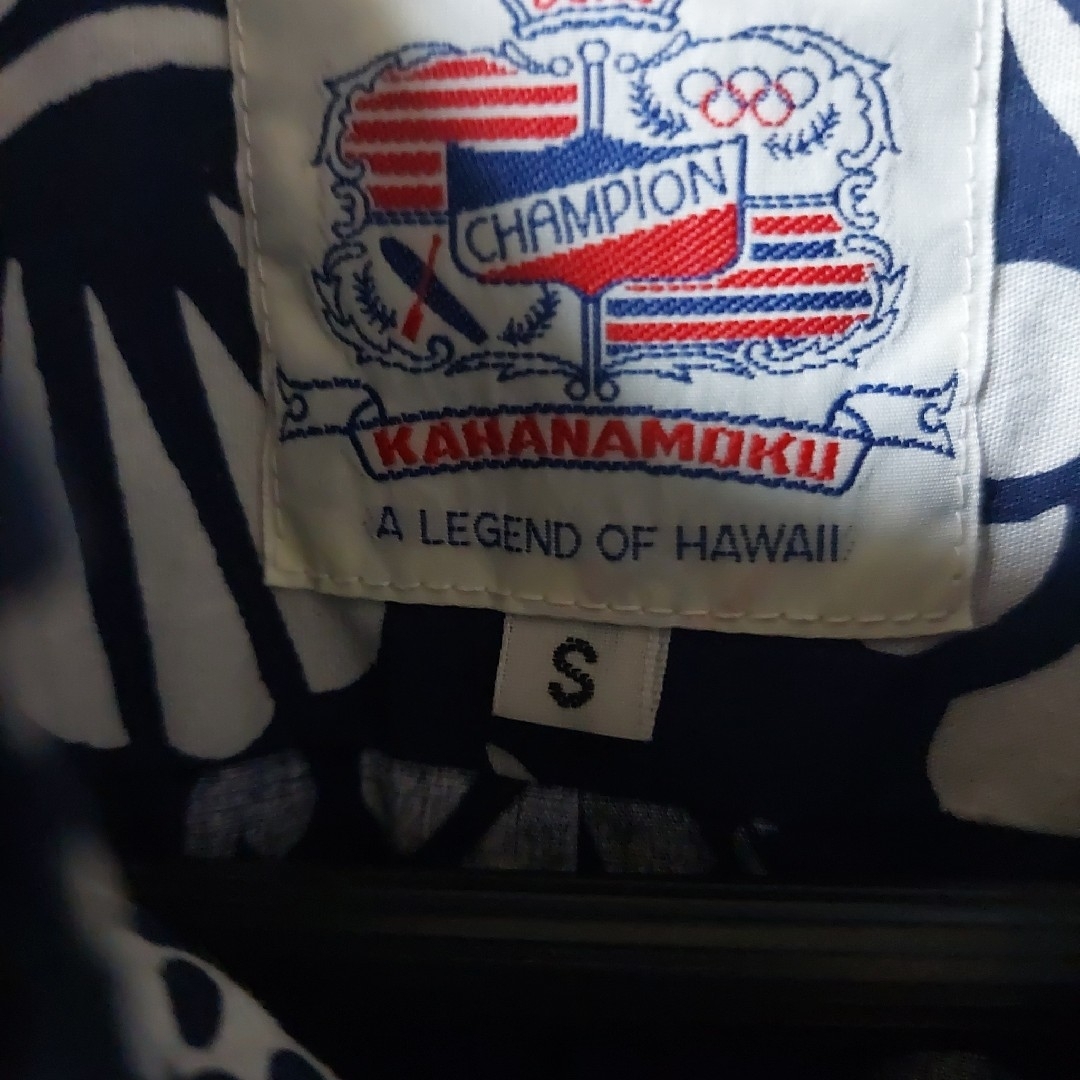 CHAMPION
KAHANAMOKU
A LEGEND OF HAWAII
S